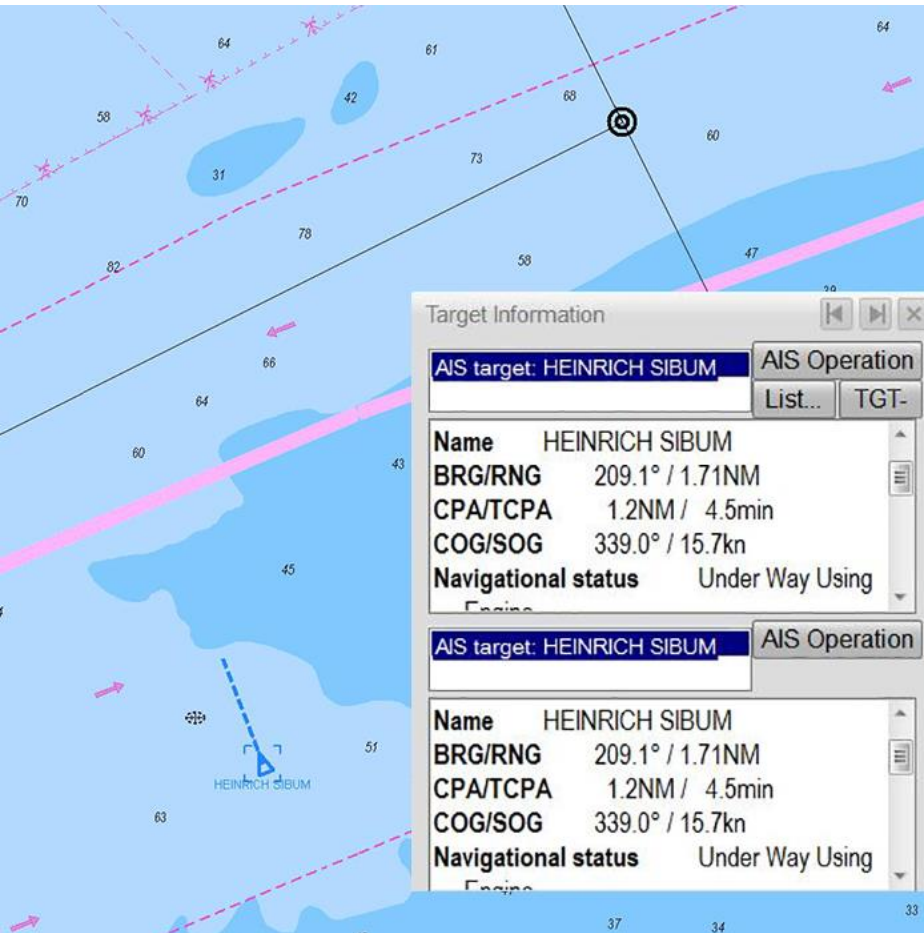 64
64
61
42
68
58
60
73
31
70
78
82
47
58
66
64
60
43
45
51
HEINRICH SIBUM
63
37
34
33
Target Information
AIS target: HEINRICH SIBUM
AIS Operation
List...
TGT-
Name HEINRICH SIBUM
BRG/RNG 209.1° / 1.71NM
CPA/TCPA 1.2NM / 4.5min
COG/SOG 339.0° / 15.7kn
Navigational status Under Way Using
Engine
AIS target: HEINRICH SIBUM
AIS Operation
Name HEINRICH SIBUM
BRG/RNG 209.1° / 1.71NM
CPA/TCPA 1.2NM / 4.5min
COG/SOG 339.0° / 15.7kn
Navigational status Under Way Using
Engine